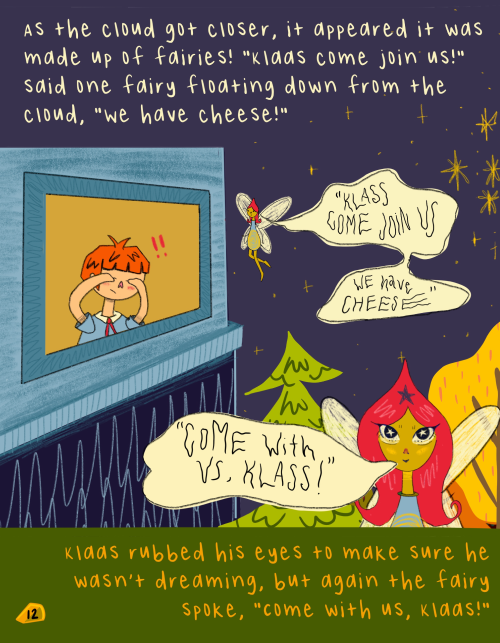 As the cloud got closer, it appeared it was
made up of fairies! "Klaas come join us!"
said one fairy floating down from the
cloud, "we have cheese!"
!!
"KLASS
COME JOIN US
WE have
CHEESE"
"COME with
US, KLASS!"
Klaas rubbed his eyes to make sure he
wasn't dreaming, but again the fairy
spoke, "come with us, Klaas!"
12